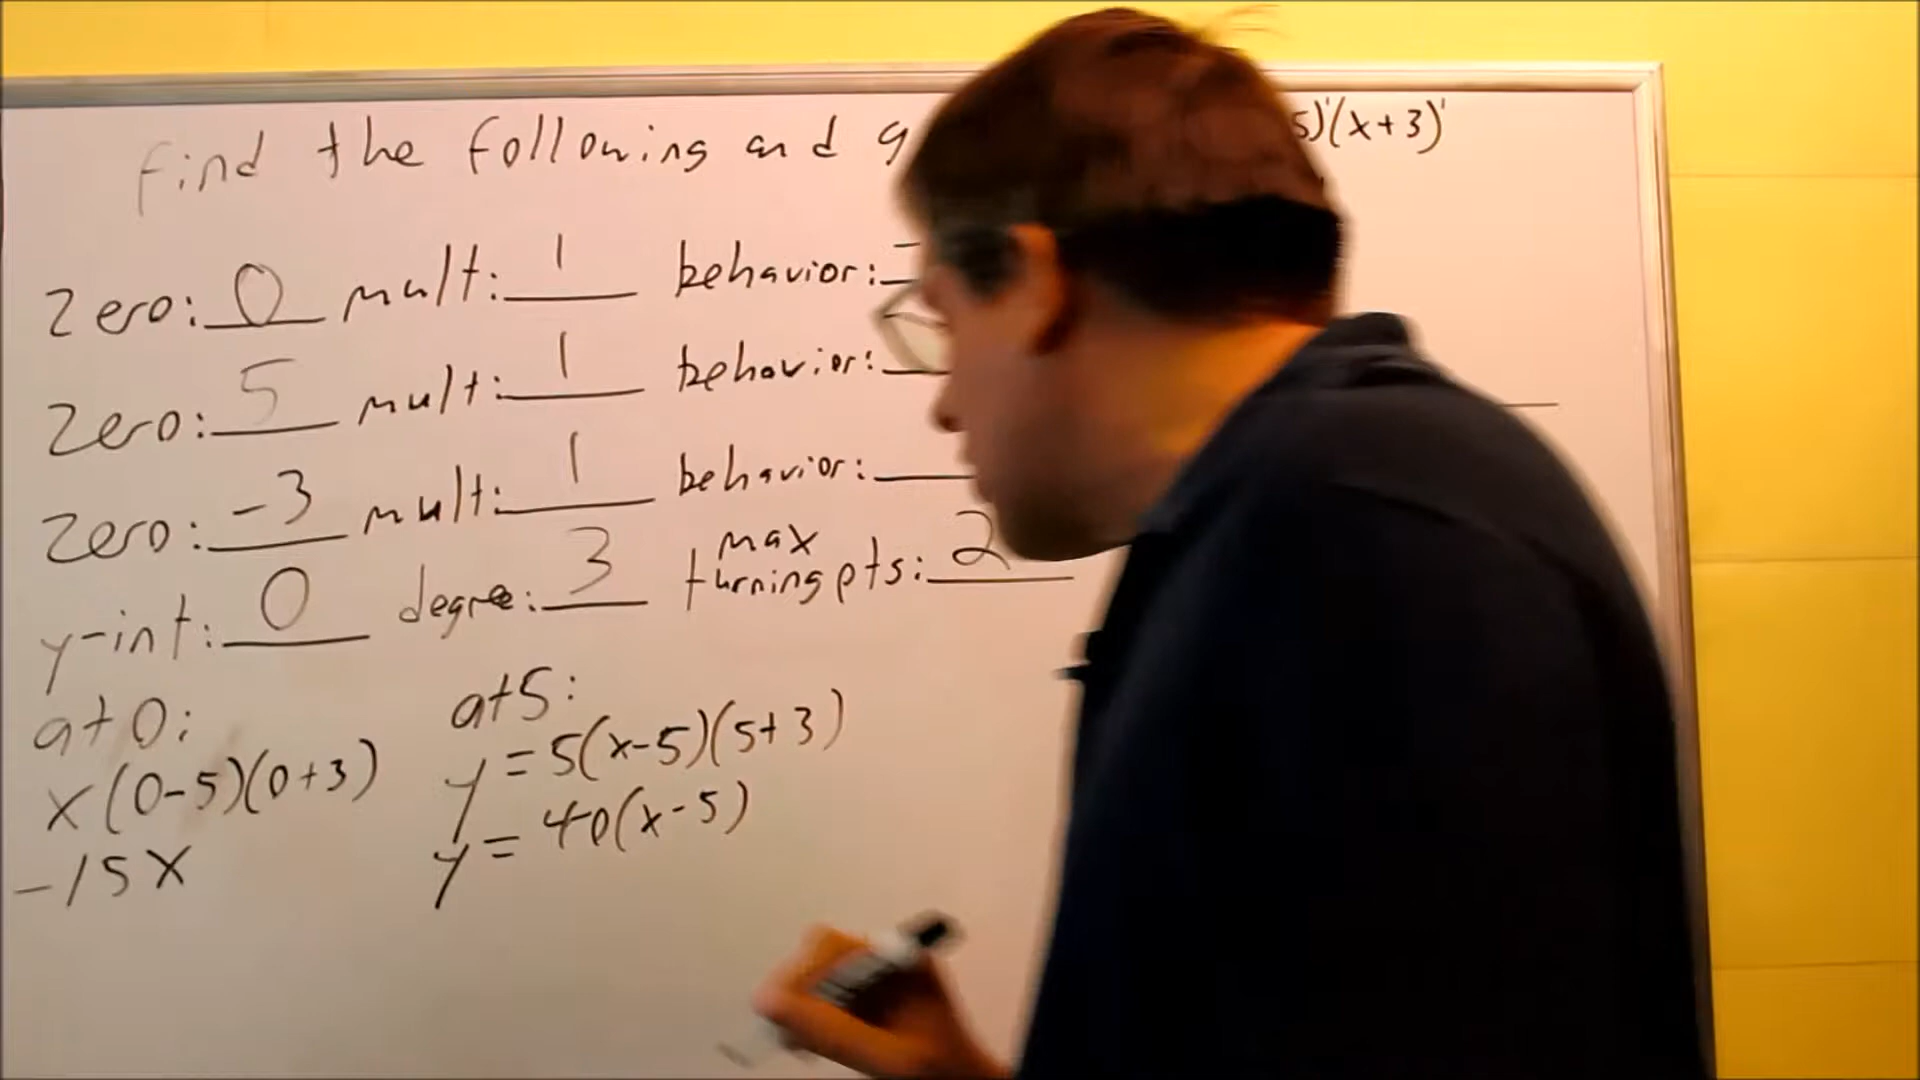 Find the following and g 5)'(x+3)'
Zero: 0 mult: 1 behavior:
Zero: 5 mult: 1 behavior:
Zero: -3 mult: 1 behavior:
y-int: 0 degree: 3 max turning pts: 2
at 0: at 5:
x(0-5)(0+3) y=5(x-5)(5+3)
-15x y=40(x-5)